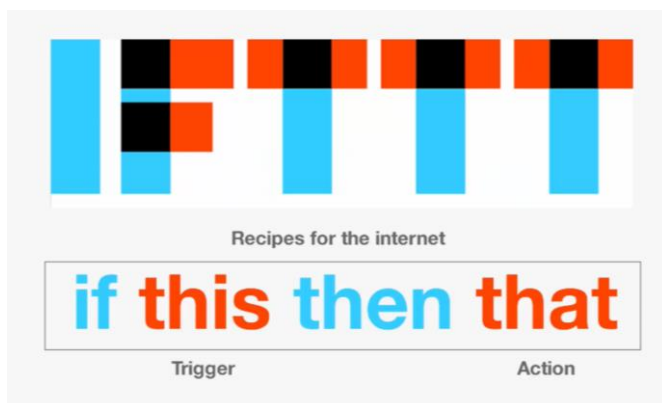 IFTTT
Recipes for the internet
if this then that
Trigger Action